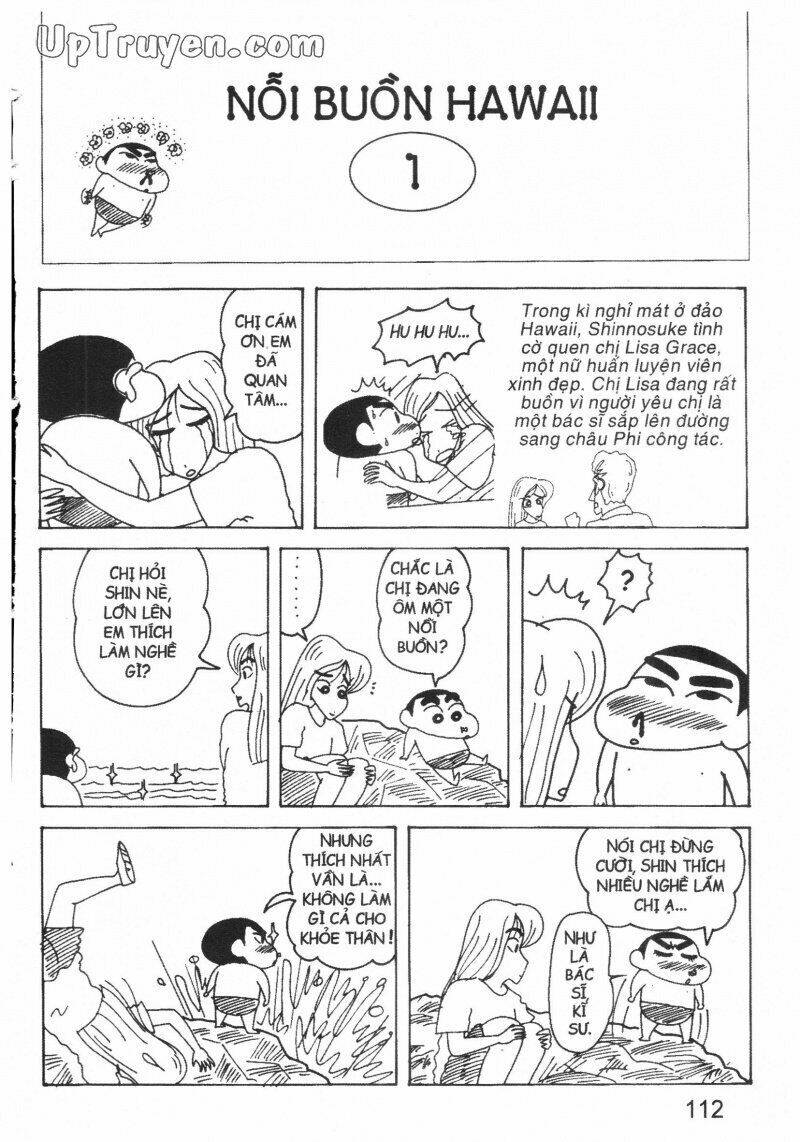 UpTruyen.com
NỖI BUỒN HAWAII
1
Trong kì nghỉ mát ở đảo
Hawaii, Shinnosuke tình
cờ quen chị Lisa Grace,
một nữ huấn luyện viên
xinh đẹp. Chị Lisa đang rất
buồn vì người yêu chị là
một bác sĩ sắp lên đường
sang châu Phi công tác.
HU HU HU...
CHỊ CÁM
ƠN EM
ĐÃ
QUAN
TÂM...
?
CHẮC LÀ
CHỊ ĐANG
ÔM MỘT
NỖI
BUỒN?
.....
CHỊ HỎI
SHIN NÈ,
LỚN LÊN
EM THÍCH
LÀM NGHỀ
GÌ?
NÓI CHỊ ĐỪNG
CƯỜI, SHIN THÍCH
NHIỀU NGHỀ LẮM
CHỊ Ạ...
NHƯ
LÀ
BÁC
SĨ, KĨ
SƯ.
NHƯNG
THÍCH NHẤT
VẪN LÀ...
KHÔNG LÀM
GÌ CẢ CHO
KHỎE THÂN!
112